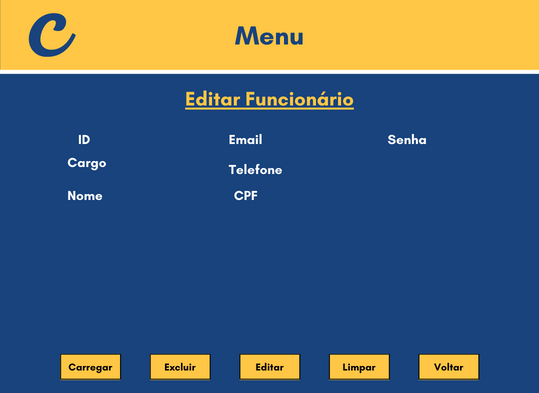 C
Menu
Editar Funcionário
ID Email Senha
Cargo Telefone
Nome CPF
Carregar Excluir Editar Limpar Voltar